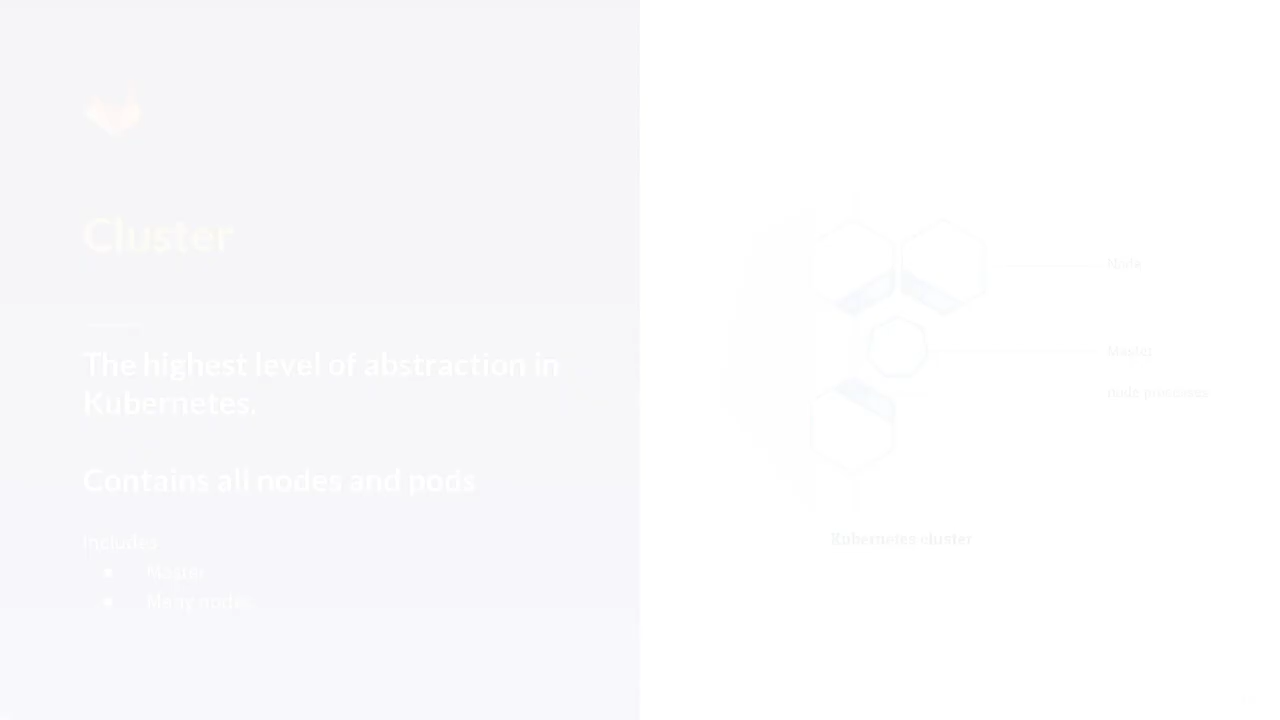 Cluster
The highest level of abstraction in
Kubernetes.
Contains all nodes and pods
Includes
● Master
● Many nodes
Node
Master
node processes
Kubernetes cluster